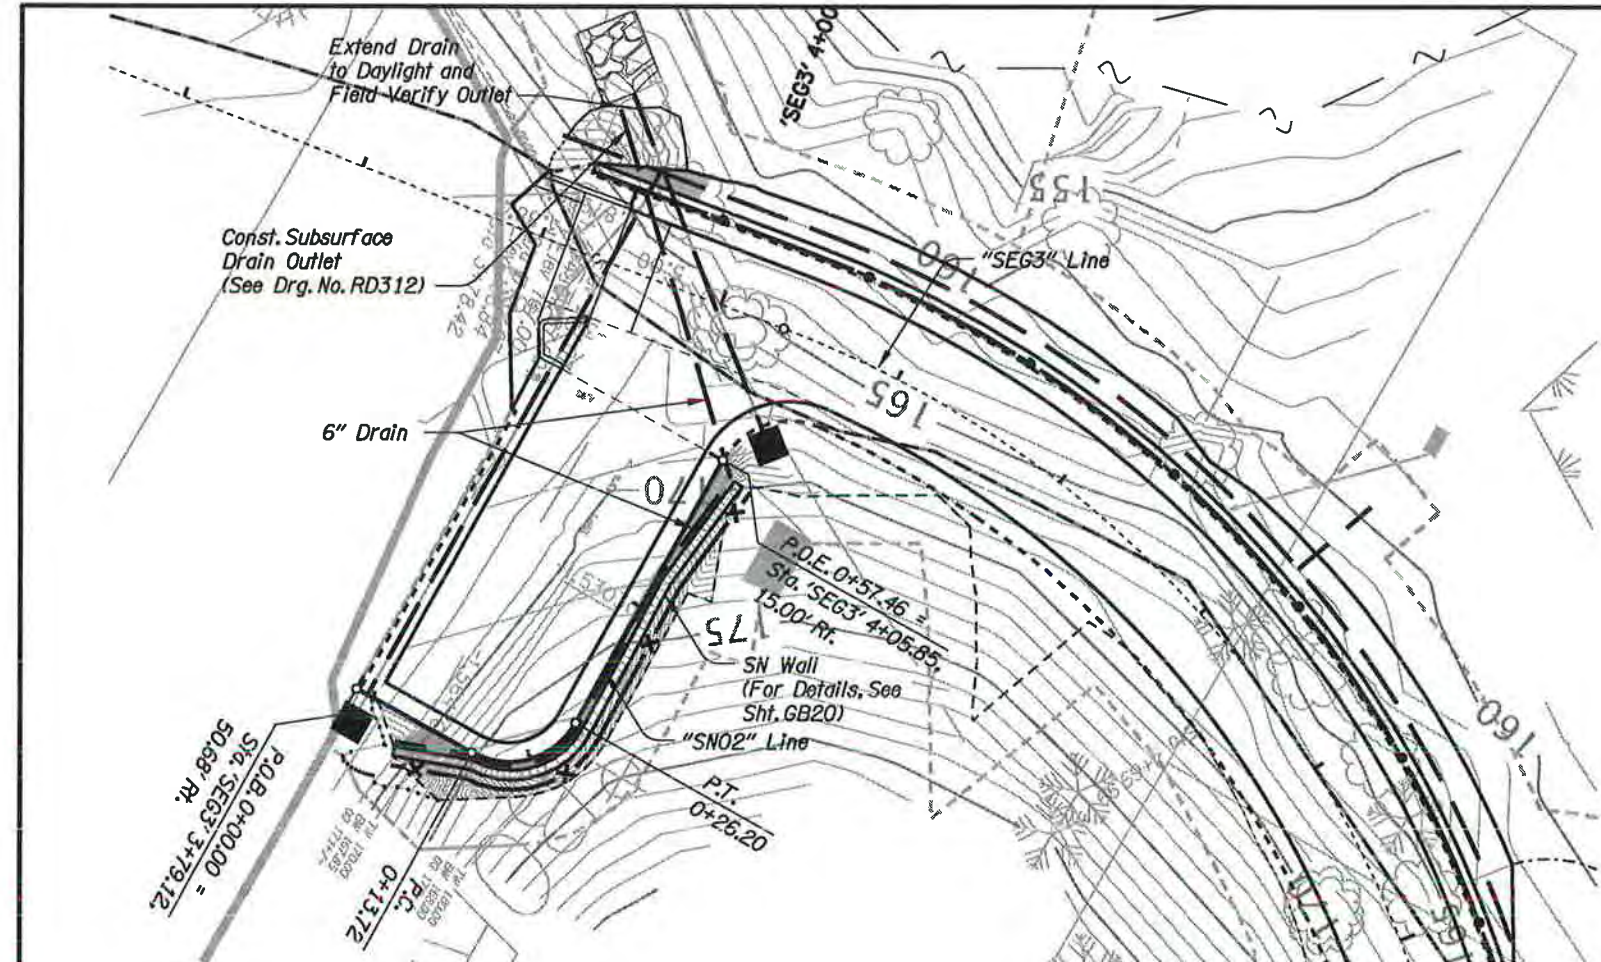 Extend Drain
to Daylight and
Field Verify Outlet
'SEG3' 4+00
155
Const. Subsurface
Drain Outlet
(See Drg. No. RD312)
160
"SEG3" Line
78.42
165
6" Drain
170
P.O.E. 0+57.46 =
Sta. 'SEG3' 4+05.85,
15.00' Rt.
75
SN Wall
(For Details, See
Sht. GB20)
"SN02" Line
160
P.O.B. 0+00.00 =
Sta. 'SEG3' 3+79.12,
50.68' Rt.
P.T.
0+26.20
P.C.
0+13.72